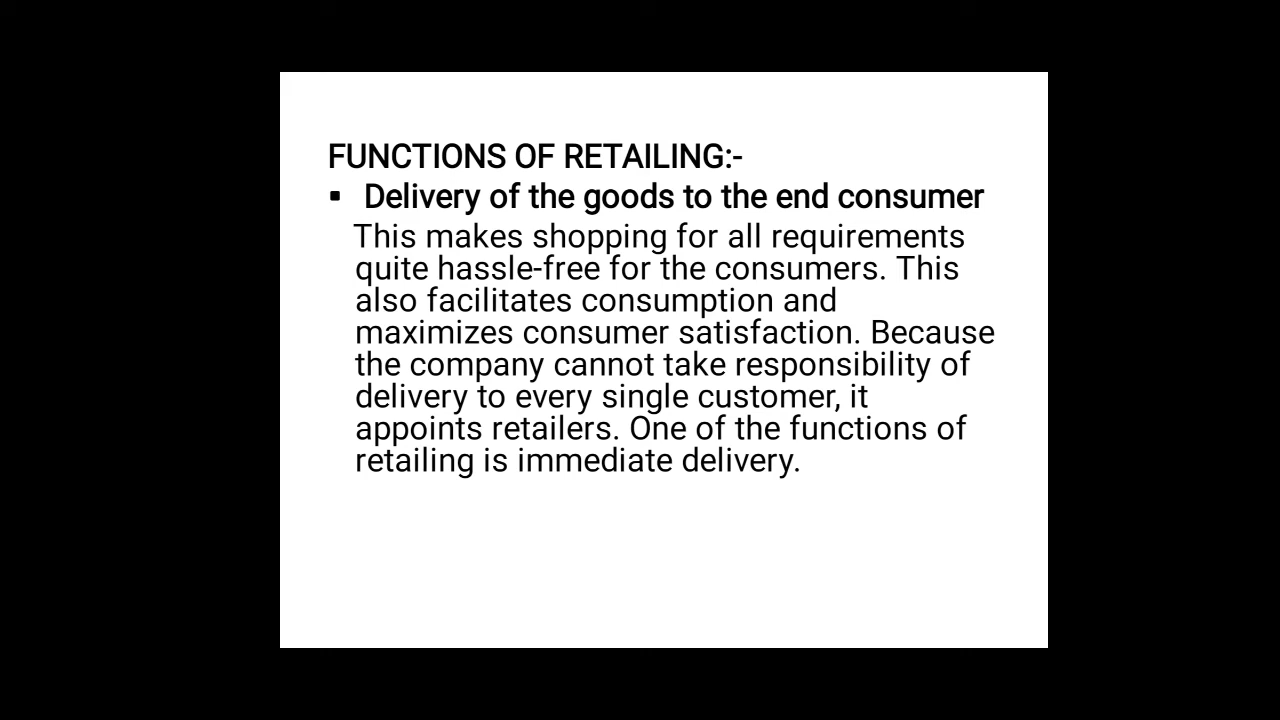 FUNCTIONS OF RETAILING:-
▪ Delivery of the goods to the end consumer
This makes shopping for all requirements
quite hassle-free for the consumers. This
also facilitates consumption and
maximizes consumer satisfaction. Because
the company cannot take responsibility of
delivery to every single customer, it
appoints retailers. One of the functions of
retailing is immediate delivery.